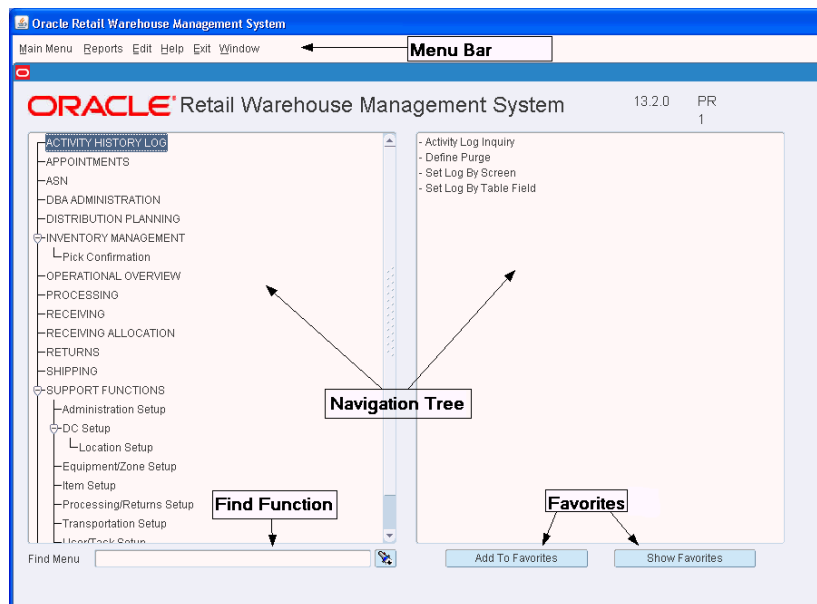 Oracle Retail Warehouse Management System
Main Menu Reports Edit Help Exit Window
Menu Bar
ORACLE Retail Warehouse Management System
13.2.0 PR
1
ACTIVITY HISTORY LOG
APPOINTMENTS
ASN
DBA ADMINISTRATION
DISTRIBUTION PLANNING
INVENTORY MANAGEMENT
Pick Confirmation
OPERATIONAL OVERVIEW
PROCESSING
RECEIVING
RECEIVING ALLOCATION
RETURNS
SHIPPING
SUPPORT FUNCTIONS
Administration Setup
DC Setup
Location Setup
Equipment/Zone Setup
Item Setup
Processing/Returns Setup
Transportation Setup
User/Task Setup
- Activity Log Inquiry
- Define Purge
- Set Log By Screen
- Set Log By Table Field
Navigation Tree
Find Function
Favorites
Find Menu
Add To Favorites
Show Favorites